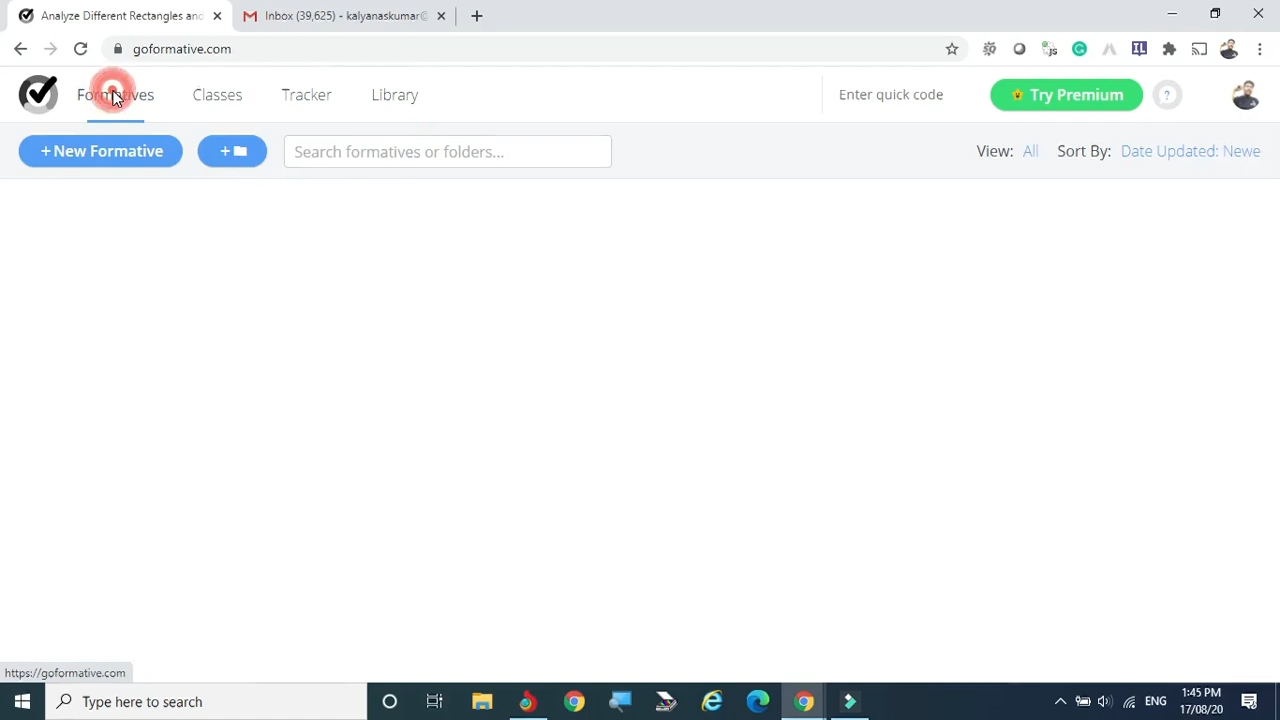 Analyze Different Rectangles and
Inbox (39,625) - kalyanaskumar@
goformative.com
Formatives
Classes
Tracker
Library
Enter quick code
Try Premium
?
+ New Formative
+
Search formatives or folders...
View: All
Sort By: Date Updated: Newe
https://goformative.com
Type here to search
ENG
1:45 PM
17/08/20